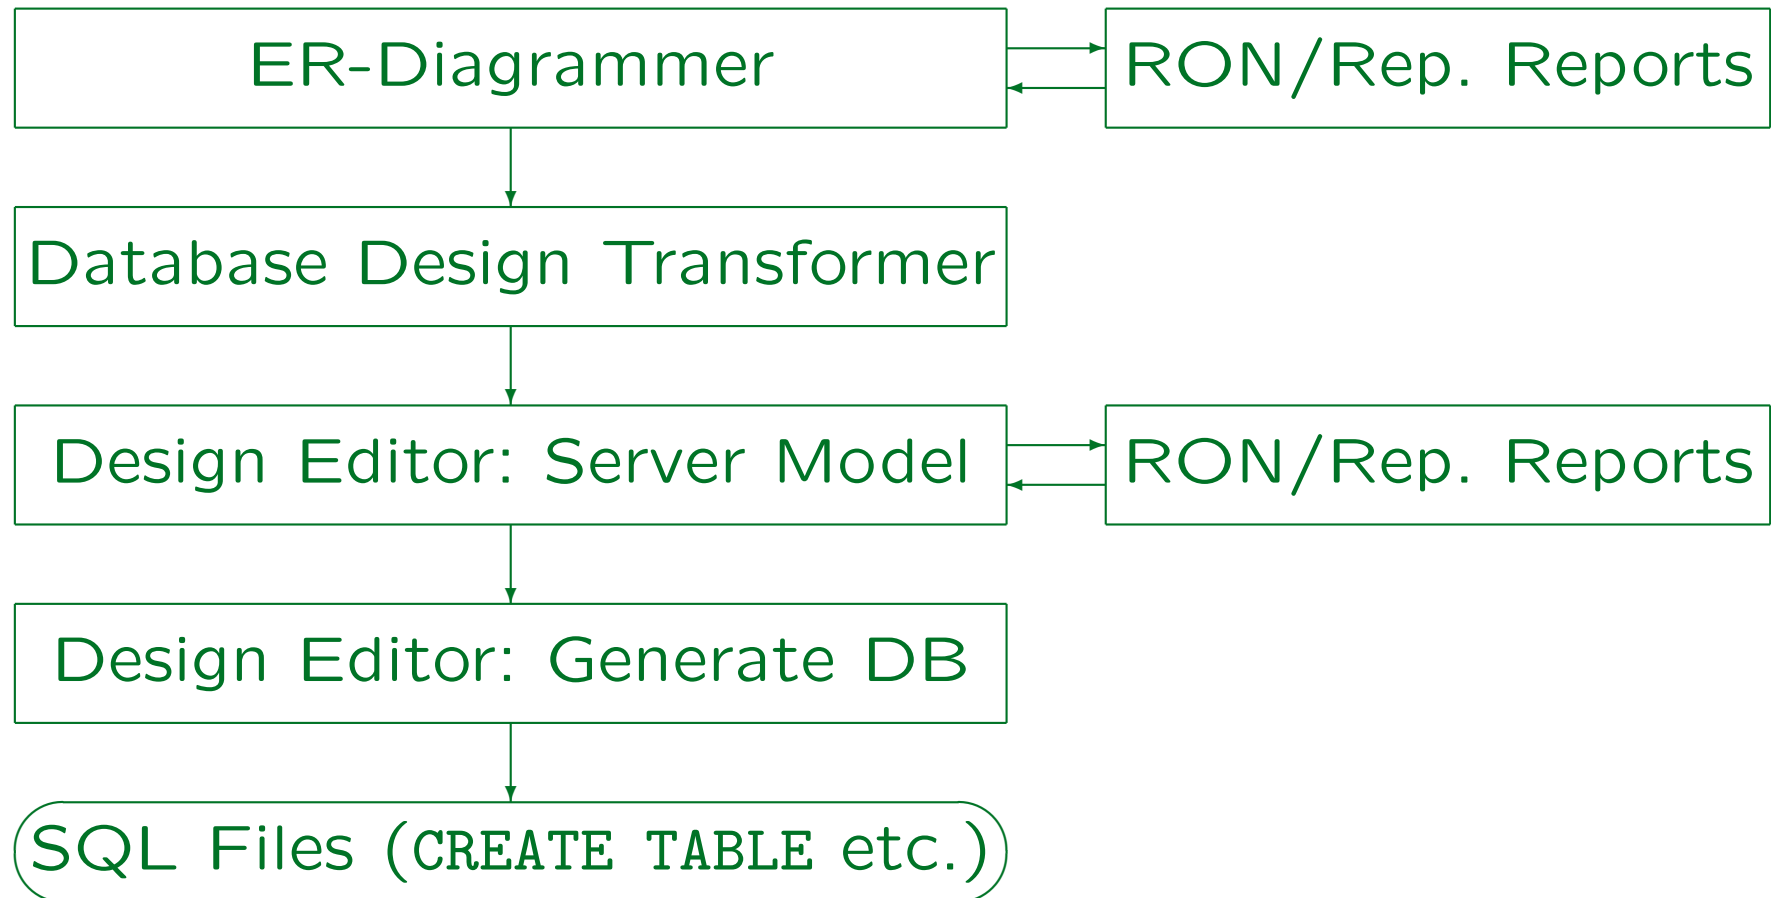 ER-Diagrammer
RON/Rep. Reports
Database Design Transformer
Design Editor: Server Model
RON/Rep. Reports
Design Editor: Generate DB
SQL Files (CREATE TABLE etc.)